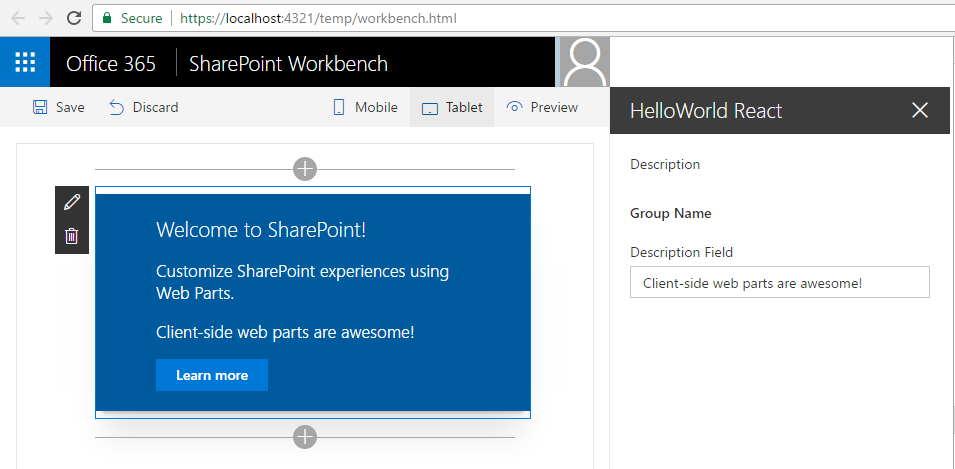 Secure https://localhost:4321/temp/workbench.html
Office 365 SharePoint Workbench
Save Discard Mobile Tablet Preview
HelloWorld React
Description
Group Name
Description Field
Client-side web parts are awesome!
Welcome to SharePoint!
Customize SharePoint experiences using
Web Parts.
Client-side web parts are awesome!
Learn more